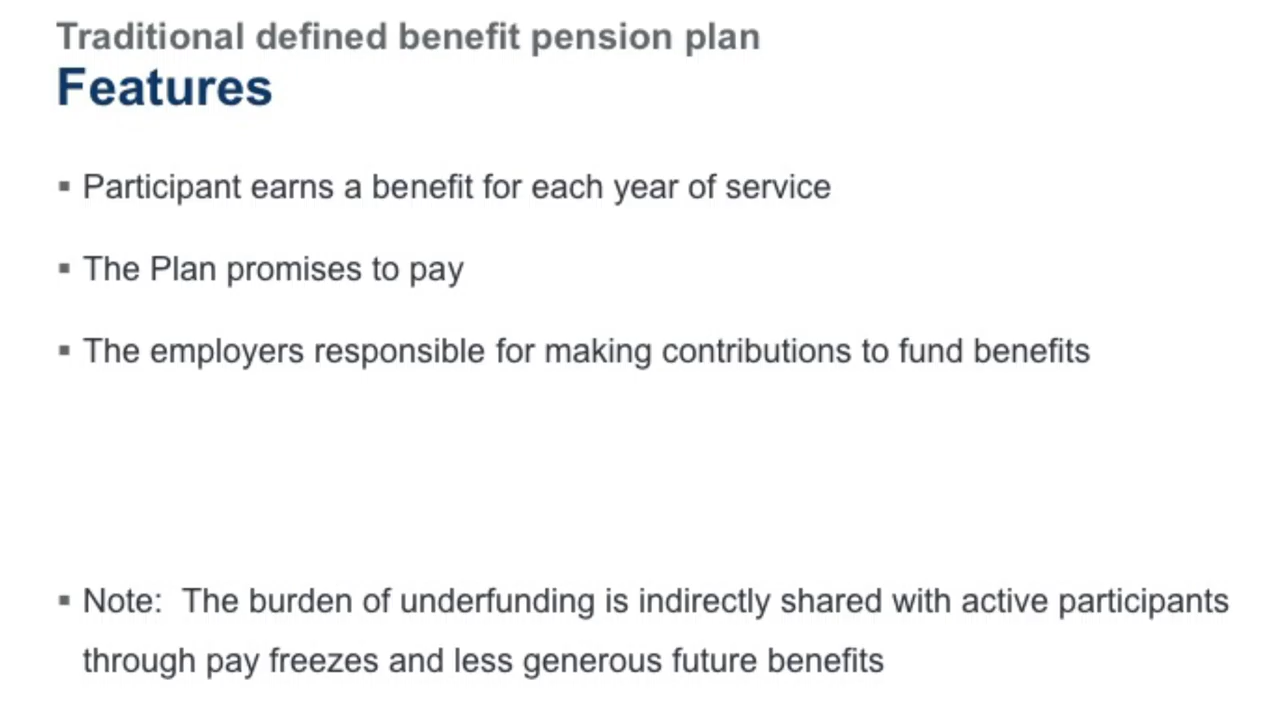 Traditional defined benefit pension plan
Features
▪ Participant earns a benefit for each year of service
▪ The Plan promises to pay
▪ The employers responsible for making contributions to fund benefits
▪ Note:  The burden of underfunding is indirectly shared with active participants
through pay freezes and less generous future benefits